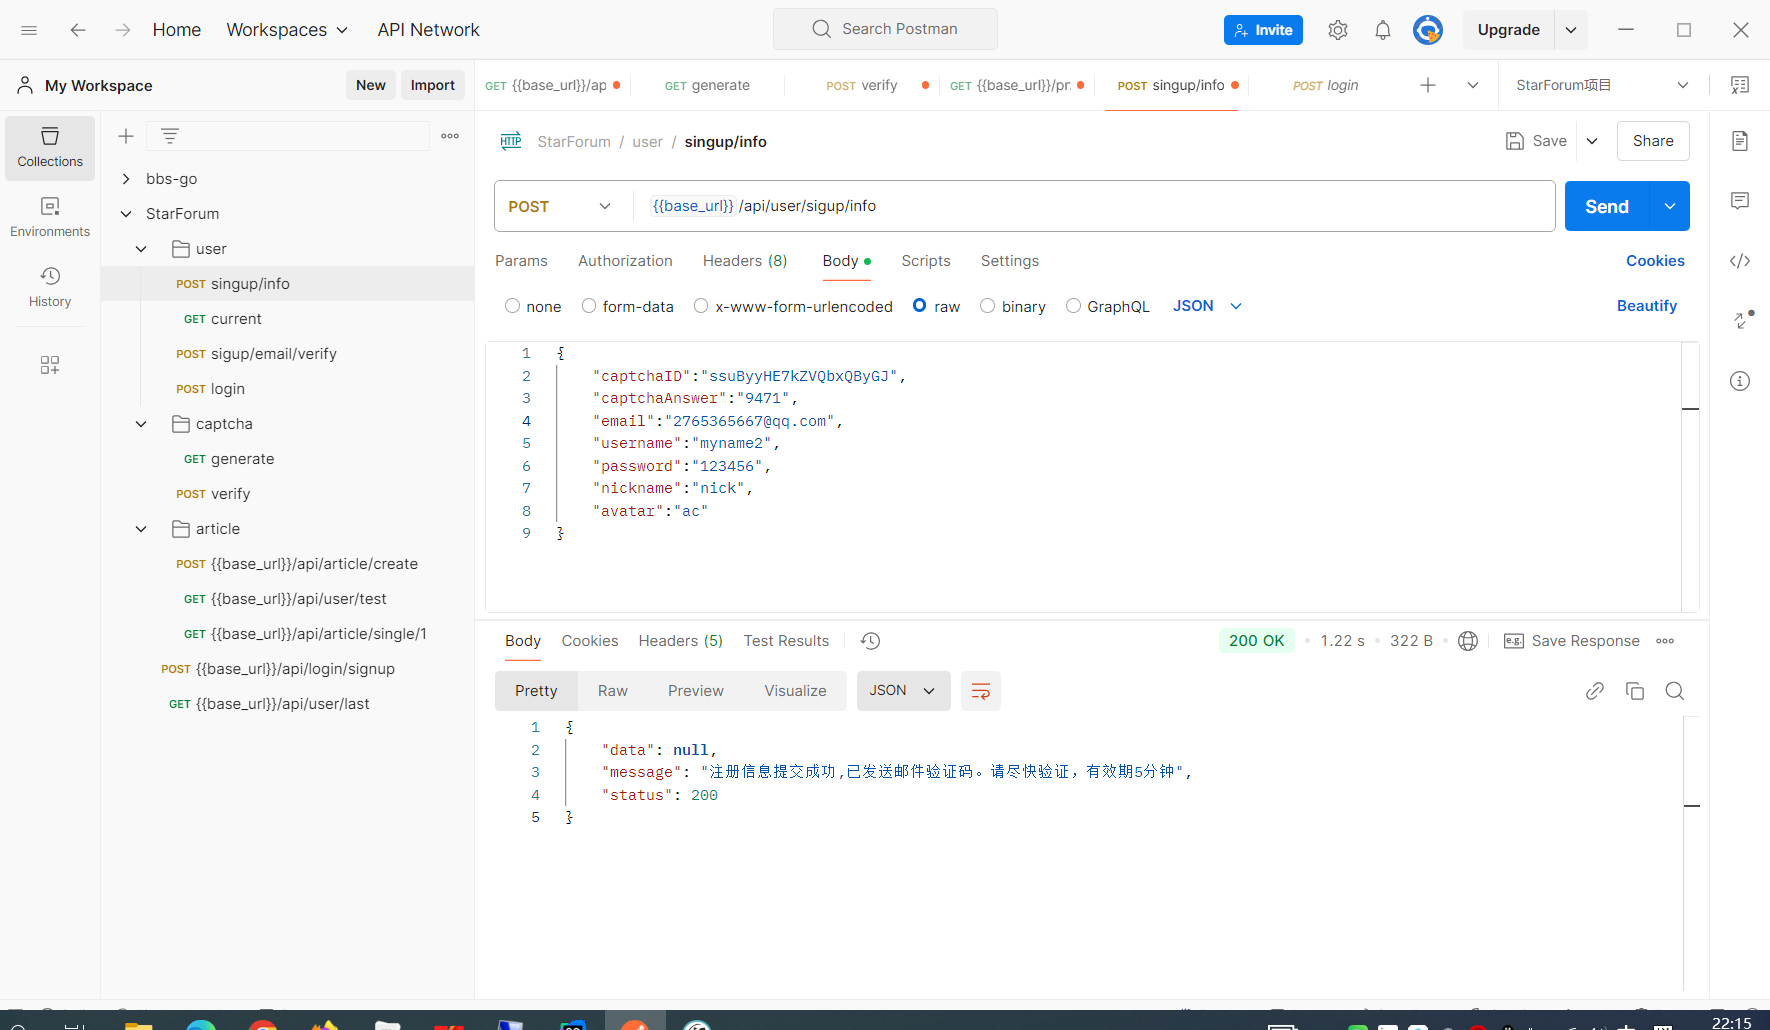 Home Workspaces API Network Search Postman Invite Upgrade
My Workspace New Import GET {{base_url}}/ap GET generate POST verify GET {{base_url}}/pr. POST singup/info POST login StarForum项目
Collections
Environments
History
bbs-go
StarForum
user
POST singup/info
GET current
POST sigup/email/verify
POST login
captcha
GET generate
POST verify
article
POST {{base_url}}/api/article/create
GET {{base_url}}/api/user/test
GET {{base_url}}/api/article/single/1
POST {{base_url}}/api/login/signup
GET {{base_url}}/api/user/last
HTTP StarForum / user / singup/info Save Share
POST {{base_url}} /api/user/sigup/info Send
Params Authorization Headers (8) Body Scripts Settings Cookies
none form-data x-www-form-urlencoded raw binary GraphQL JSON Beautify
1 {
2 "captchaID":"ssuByyHE7kZVQbxQByGJ",
3 "captchaAnswer":"9471",
4 "email":"2765365667@qq.com",
5 "username":"myname2",
6 "password":"123456",
7 "nickname":"nick",
8 "avatar":"ac"
9 }
Body Cookies Headers (5) Test Results 200 OK 1.22 s 322 B e.g. Save Response
Pretty Raw Preview Visualize JSON
1 {
2 "data": null,
3 "message": "注册信息提交成功,已发送邮件验证码。请尽快验证，有效期5分钟",
4 "status": 200
5 }
22:15